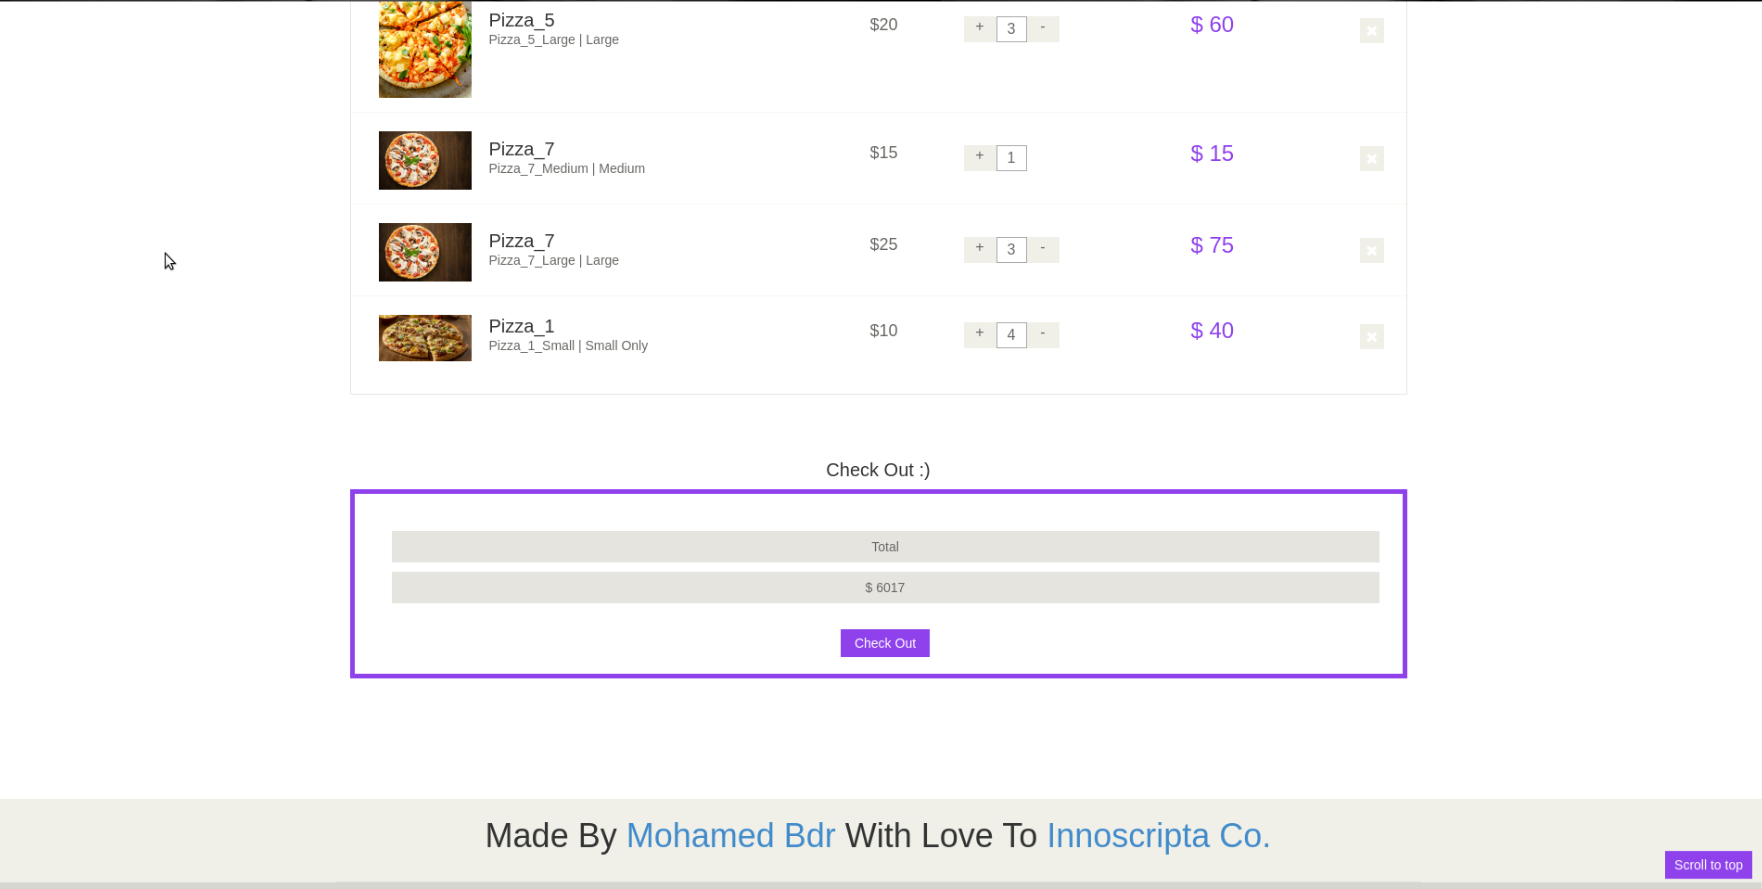 Pizza_5 $20 + 3 - $ 60
Pizza_5_Large | Large
Pizza_7 $15 + 1 $ 15
Pizza_7_Medium | Medium
Pizza_7 $25 + 3 - $ 75
Pizza_7_Large | Large
Pizza_1 $10 + 4 - $ 40
Pizza_1_Small | Small Only
Check Out :)
Total
$ 6017
Check Out
Made By Mohamed Bdr With Love To Innoscripta Co.
Scroll to top